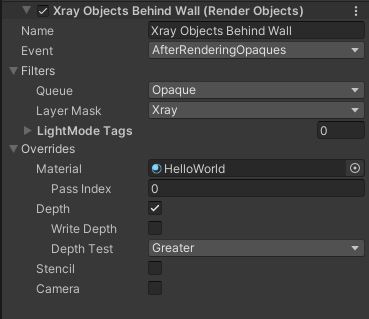 Xray Objects Behind Wall (Render Objects)
Name Xray Objects Behind Wall
Event AfterRenderingOpaques
Filters
Queue Opaque
Layer Mask Xray
LightMode Tags 0
Overrides
Material HelloWorld
Pass Index 0
Depth
Write Depth
Depth Test Greater
Stencil
Camera